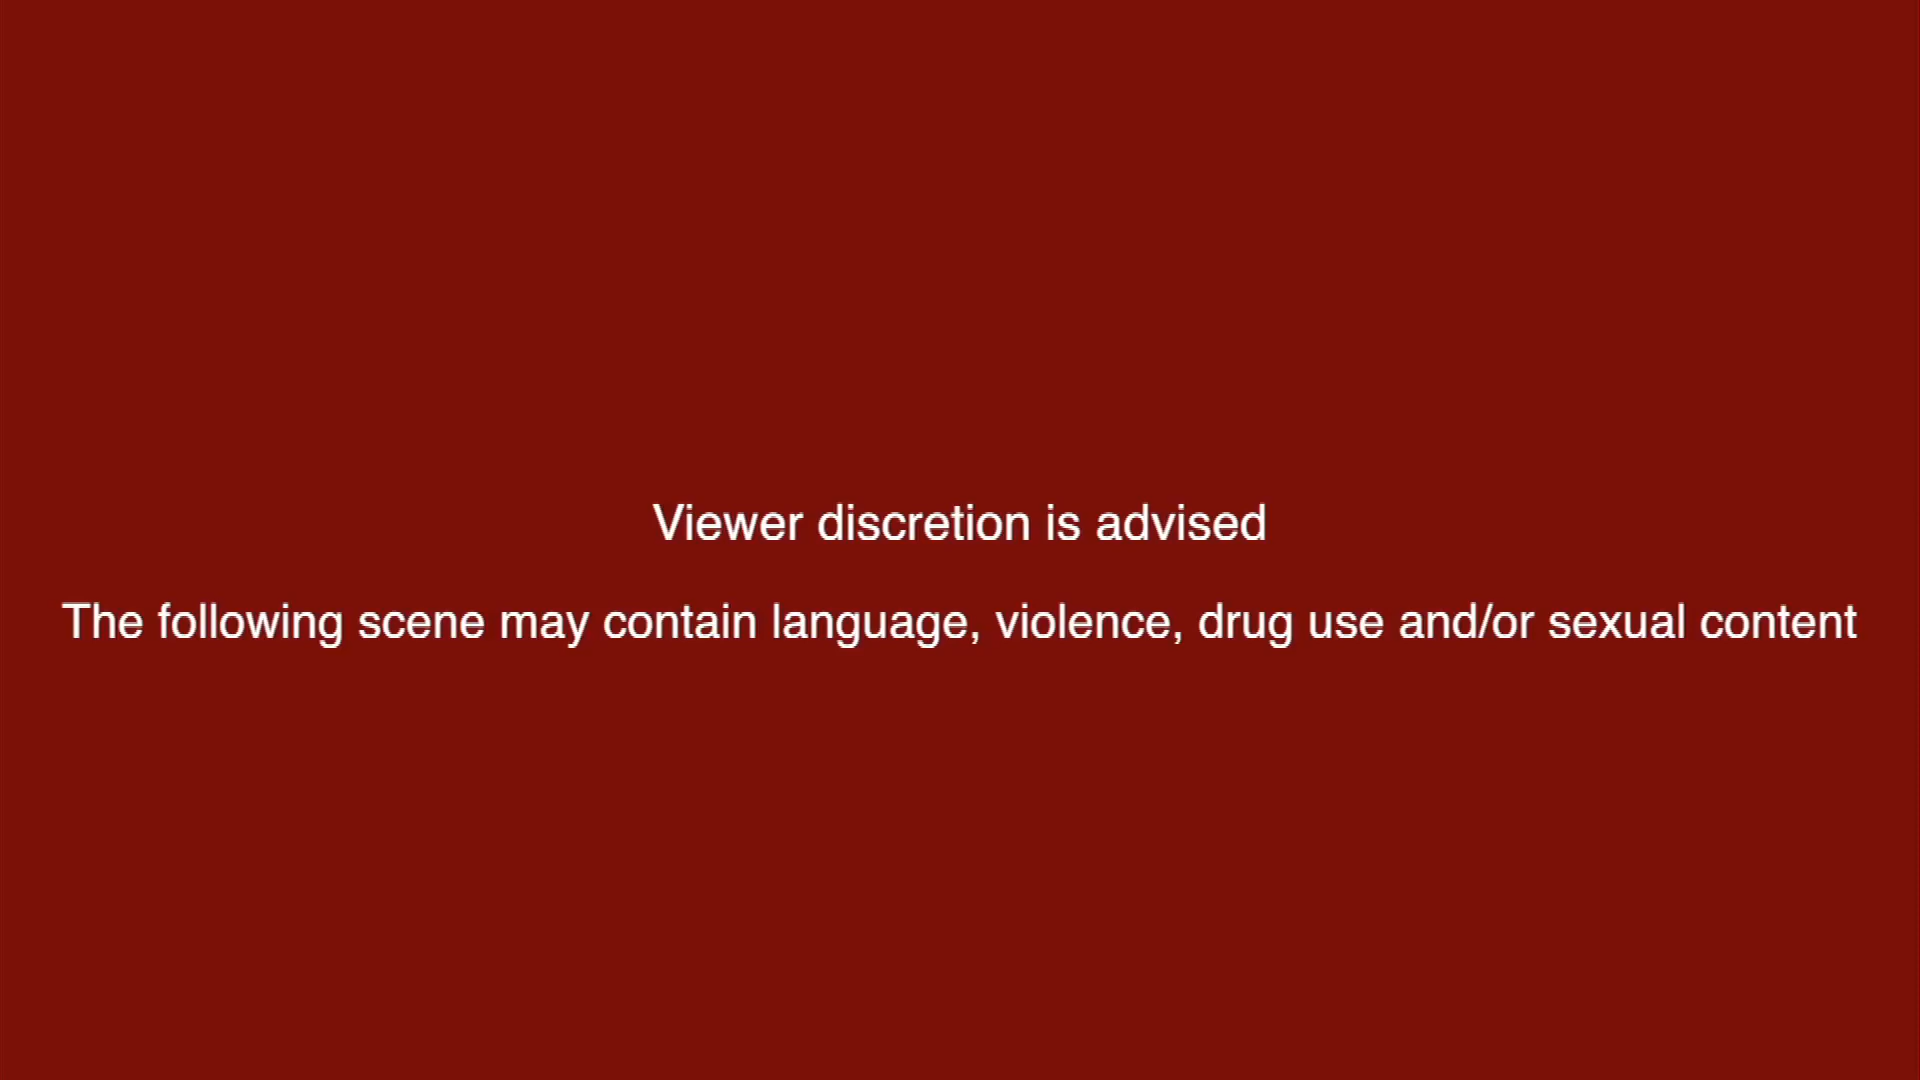 Viewer discretion is advised
The following scene may contain language, violence, drug use and/or sexual content